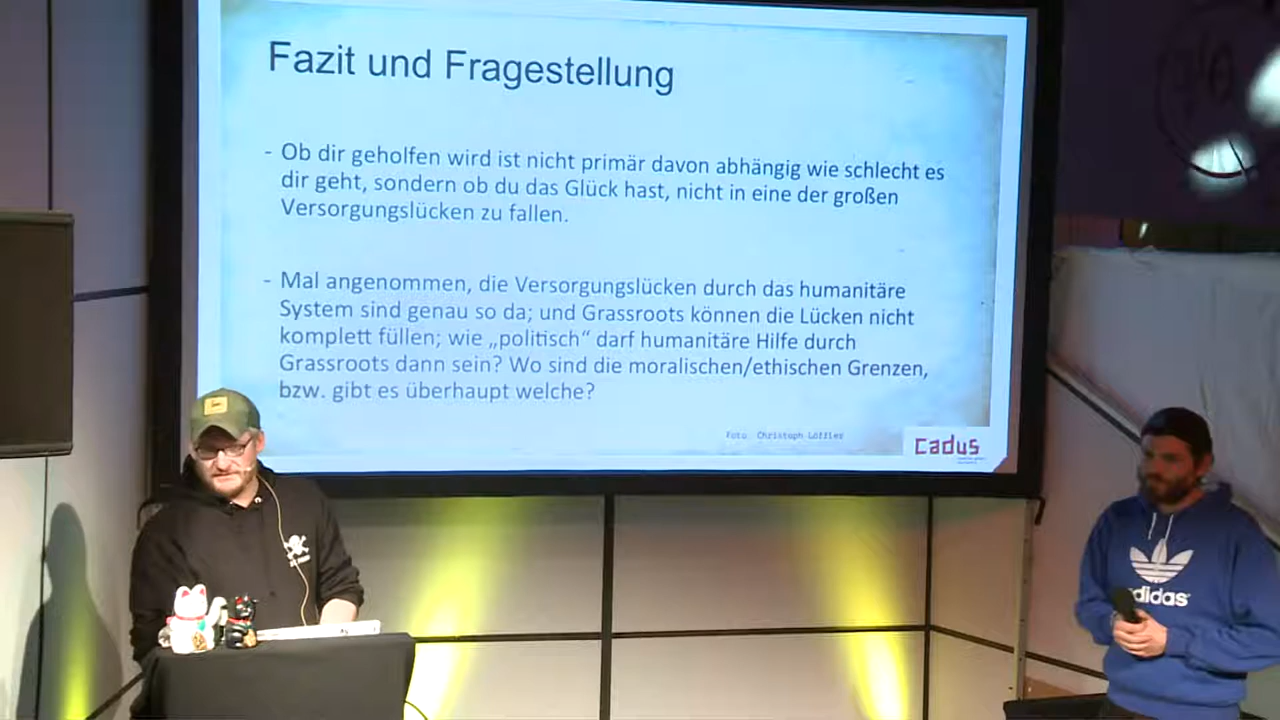 Fazit und Fragestellung
- Ob dir geholfen wird ist nicht primär davon abhängig wie schlecht es
dir geht, sondern ob du das Glück hast, nicht in eine der großen
Versorgungslücken zu fallen.
- Mal angenommen, die Versorgungslücken durch das humanitäre
System sind genau so da; und Grassroots können die Lücken nicht
komplett füllen; wie „politisch“ darf humanitäre Hilfe durch
Grassroots dann sein? Wo sind die moralischen/ethischen Grenzen,
bzw. gibt es überhaupt welche?
Foto Christoph Löffler
cadus
adidas